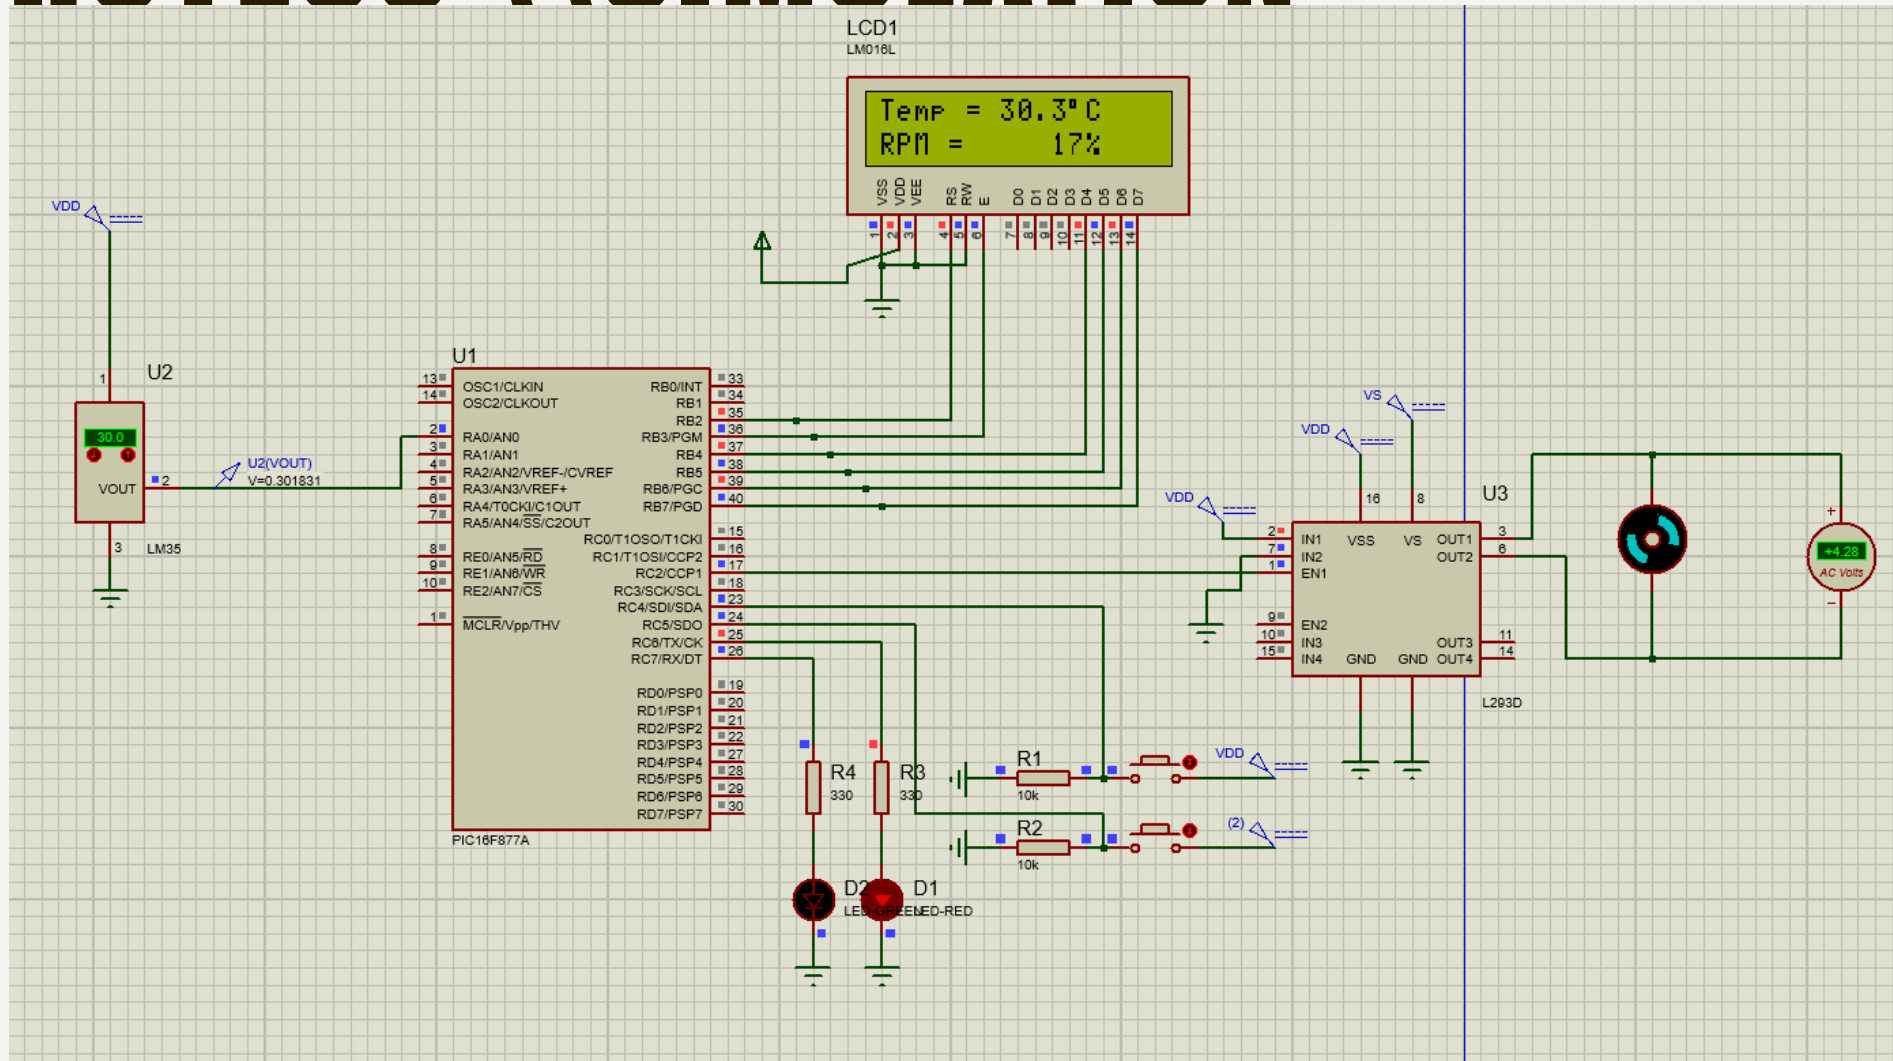 LCD1
LM016L
Temp = 30.3°C
RPM = 17%
VSS
VDD
VEE
RS
RW
E
D0
D1
D2
D3
D4
D5
D6
D7
1
2
3
4
5
6
7
8
9
10
11
12
13
14
VDD
1
U2
30.0
VOUT
2
3
LM35
U2(VOUT)
V=0.301831
U1
13 OSC1/CLKIN
14 OSC2/CLKOUT
2 RA0/AN0
3 RA1/AN1
4 RA2/AN2/VREF-/CVREF
5 RA3/AN3/VREF+
6 RA4/T0CKI/C1OUT
7 RA5/AN4/SS/C2OUT
8 RE0/AN5/RD
9 RE1/AN6/WR
10 RE2/AN7/CS
1 MCLR/Vpp/THV
RB0/INT 33
RB1 34
RB2 35
RB3/PGM 36
RB4 37
RB5 38
RB6/PGC 39
RB7/PGD 40
RC0/T1OSO/T1CKI 15
RC1/T1OSI/CCP2 16
RC2/CCP1 17
RC3/SCK/SCL 18
RC4/SDI/SDA 23
RC5/SDO 24
RC6/TX/CK 25
RC7/RX/DT 26
RD0/PSP0 19
RD1/PSP1 20
RD2/PSP2 21
RD3/PSP3 22
RD4/PSP4 27
RD5/PSP5 28
RD6/PSP6 29
RD7/PSP7 30
PIC16F877A
R4
330
R3
330
D2
LED-GREEN
D1
LED-RED
R1
10k
VDD
R2
10k
(2)
VS
VDD
VDD
16
8
U3
2 IN1
7 IN2
1 EN1
9 EN2
10 IN3
15 IN4
VSS
VS
OUT1 3
OUT2 6
OUT3 11
OUT4 14
GND
GND
L293D
+
+4.28
AC Volts
−